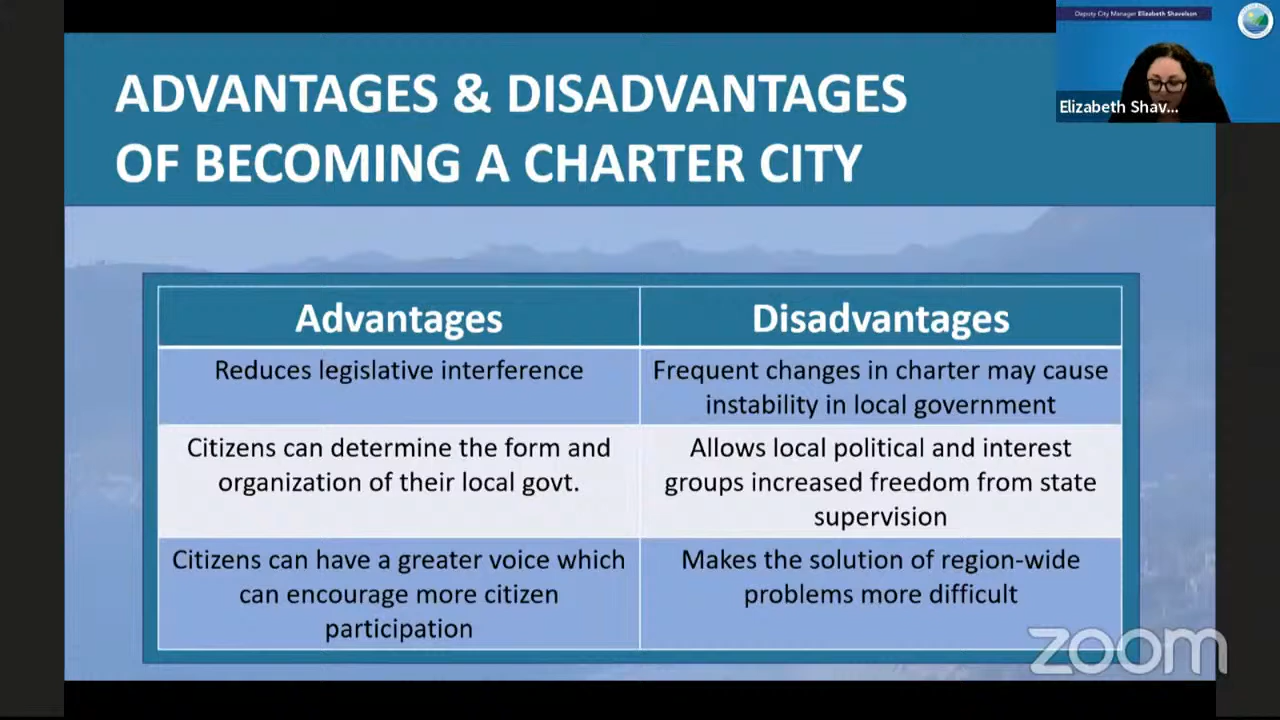 Deputy City Manager Elizabeth Shavelson
Elizabeth Shav...
ADVANTAGES & DISADVANTAGES
OF BECOMING A CHARTER CITY
Advantages
Disadvantages
Reduces legislative interference
Frequent changes in charter may cause
instability in local government
Citizens can determine the form and
organization of their local govt.
Allows local political and interest
groups increased freedom from state
supervision
Citizens can have a greater voice which
can encourage more citizen
participation
Makes the solution of region-wide
problems more difficult
zoom